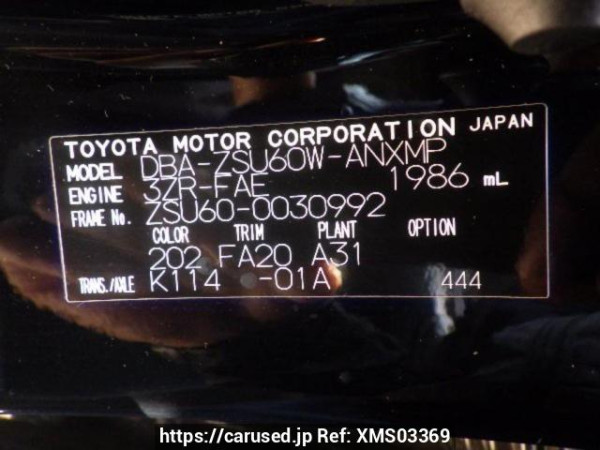 TOYOTA MOTOR CORPORATION JAPAN
MODEL DBA-ZSU60W-ANXMP
ENGINE 3ZR-FAE 1986 mL
FRAME No. ZSU60-0030992
COLOR TRIM PLANT OPTION
202 FA20 A31
TRANS./AXLE K114 -01A 444
https://carused.jp Ref: XMS03369